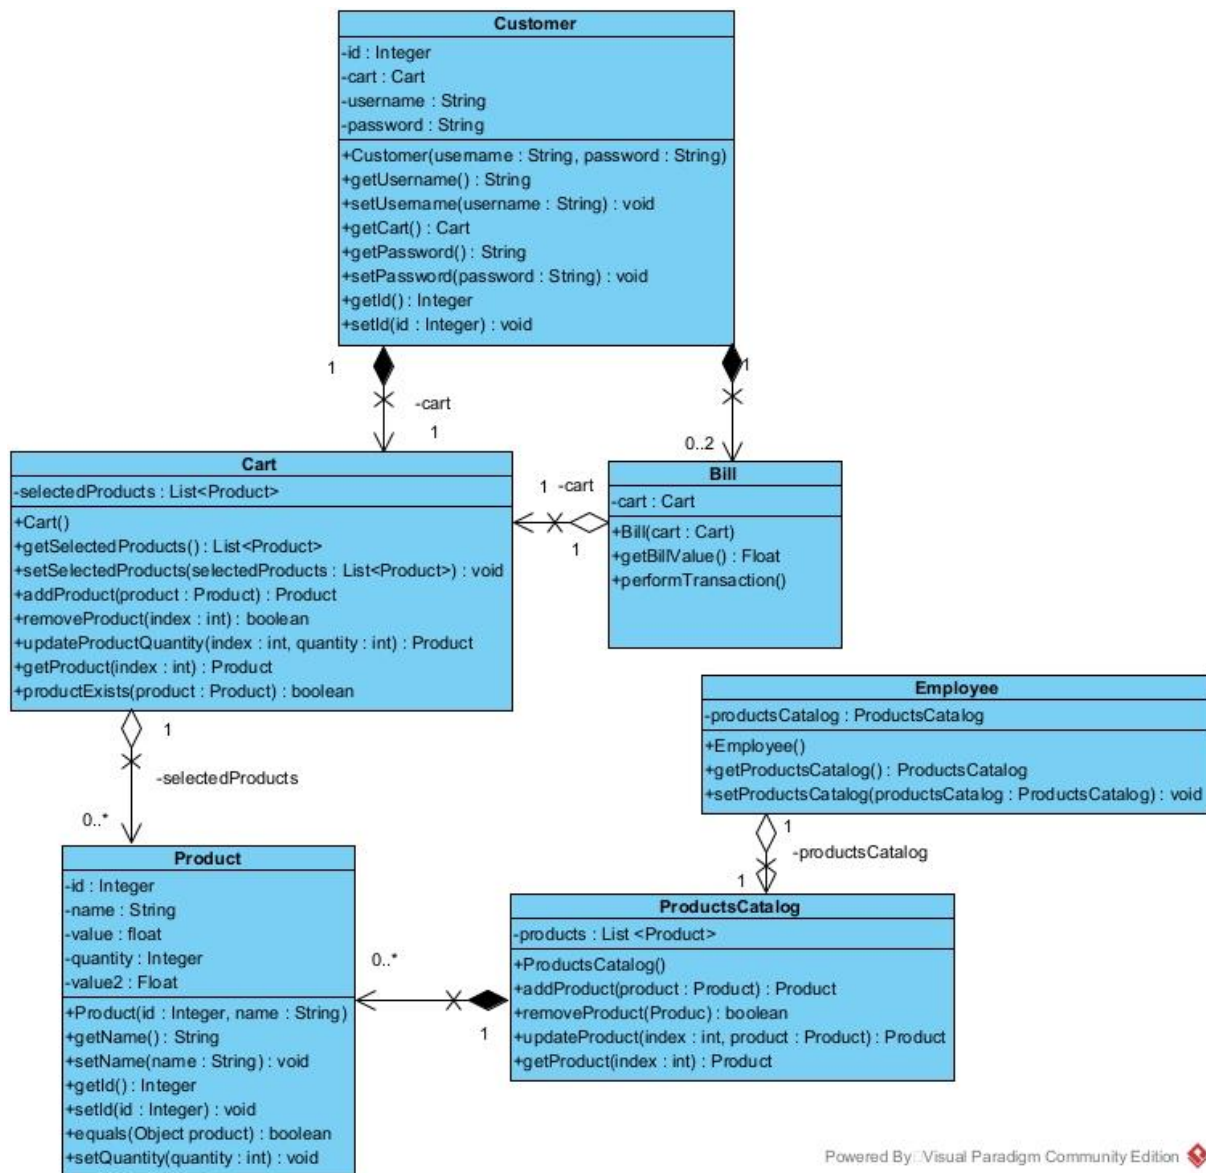 Customer
-id : Integer
-cart : Cart
-username : String
-password : String
+Customer(username : String, password : String)
+getUsername() : String
+setUsername(username : String) : void
+getCart() : Cart
+getPassword() : String
+setPassword(password : String) : void
+getId() : Integer
+setId(id : Integer) : void
1
-cart
1
1
0..2
Cart
-selectedProducts : List<Product>
+Cart()
+getSelectedProducts() : List<Product>
+setSelectedProducts(selectedProducts : List<Product>) : void
+addProduct(product : Product) : Product
+removeProduct(index : int) : boolean
+updateProductQuantity(index : int, quantity : int) : Product
+getProduct(index : int) : Product
+productExists(product : Product) : boolean
1 -cart
1
Bill
-cart : Cart
+Bill(cart : Cart)
+getBillValue() : Float
+performTransaction()
1
-selectedProducts
0..*
Employee
-productsCatalog : ProductsCatalog
+Employee()
+getProductsCatalog() : ProductsCatalog
+setProductsCatalog(productsCatalog : ProductsCatalog) : void
1
-productsCatalog
1
Product
-id : Integer
-name : String
-value : float
-quantity : Integer
-value2 : Float
+Product(id : Integer, name : String)
+getName() : String
+setName(name : String) : void
+getId() : Integer
+setId(id : Integer) : void
+equals(Object product) : boolean
+setQuantity(quantity : int) : void
0..*
1
ProductsCatalog
-products : List <Product>
+ProductsCatalog()
+addProduct(product : Product) : Product
+removeProduct(Produc) : boolean
+updateProduct(index : int, product : Product) : Product
+getProduct(index : int) : Product
Powered By Visual Paradigm Community Edition